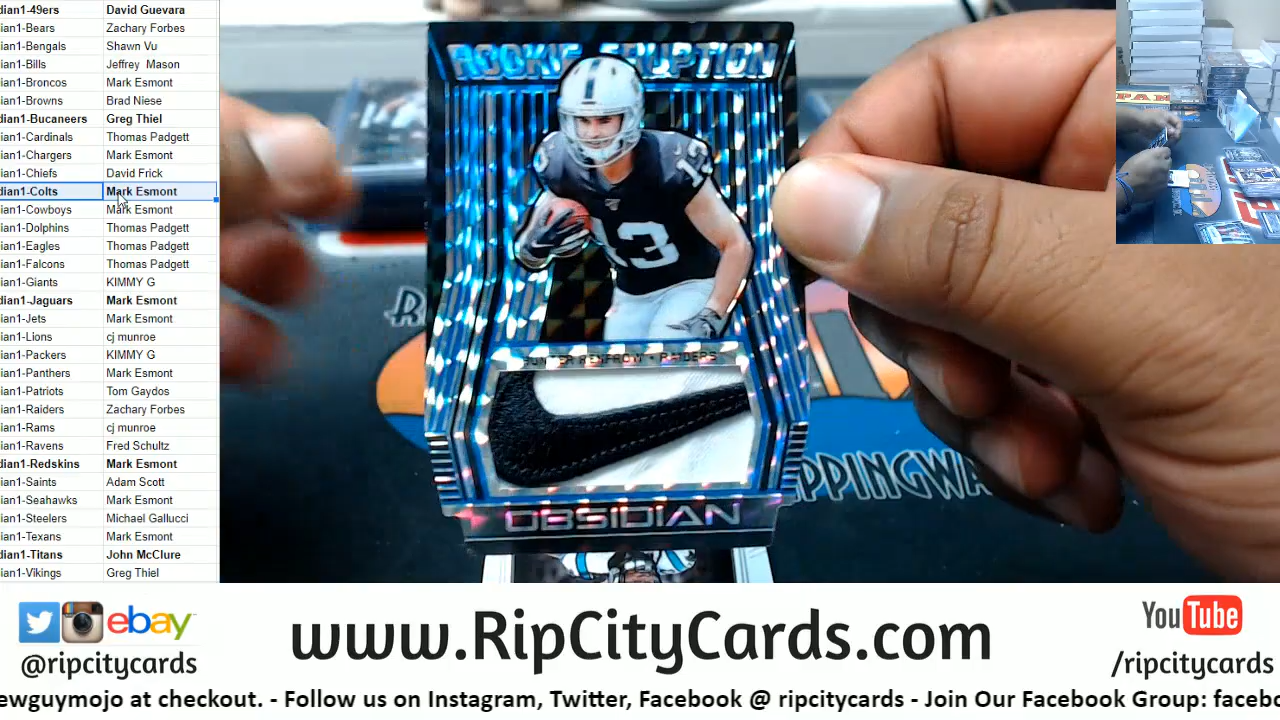 dian1-49ers David Guevara
ian1-Bears Zachary Forbes
ian1-Bengals Shawn Vu
ian1-Bills Jeffrey Mason
ian1-Broncos Mark Esmont
ian1-Browns Brad Niese
ian1-Bucaneers Greg Thiel
ian1-Cardinals Thomas Padgett
ian1-Chargers Mark Esmont
ian1-Chiefs David Frick
dian1-Colts Mark Esmont
ian1-Cowboys Mark Esmont
ian1-Dolphins Thomas Padgett
ian1-Eagles Thomas Padgett
ian1-Falcons Thomas Padgett
ian1-Giants KIMMY G
dian1-Jaguars Mark Esmont
ian1-Jets Mark Esmont
ian1-Lions cj munroe
ian1-Packers KIMMY G
ian1-Panthers Mark Esmont
ian1-Patriots Tom Gaydos
ian1-Raiders Zachary Forbes
ian1-Rams cj munroe
ian1-Ravens Fred Schultz
dian1-Redskins Mark Esmont
ian1-Saints Adam Scott
ian1-Seahawks Mark Esmont
ian1-Steelers Michael Gallucci
ian1-Texans Mark Esmont
dian1-Titans John McClure
ian1-Vikings Greg Thiel
ROOKIE ERUPTION
13
13
HUNTER RENFROW • RAIDERS
OBSIDIAN
R
PPINGWA
ebay
@ripcitycards
www.RipCityCards.com
YouTube
/ripcitycards
ewguymojo at checkout. - Follow us on Instagram, Twitter, Facebook @ ripcitycards - Join Our Facebook Group: facebo